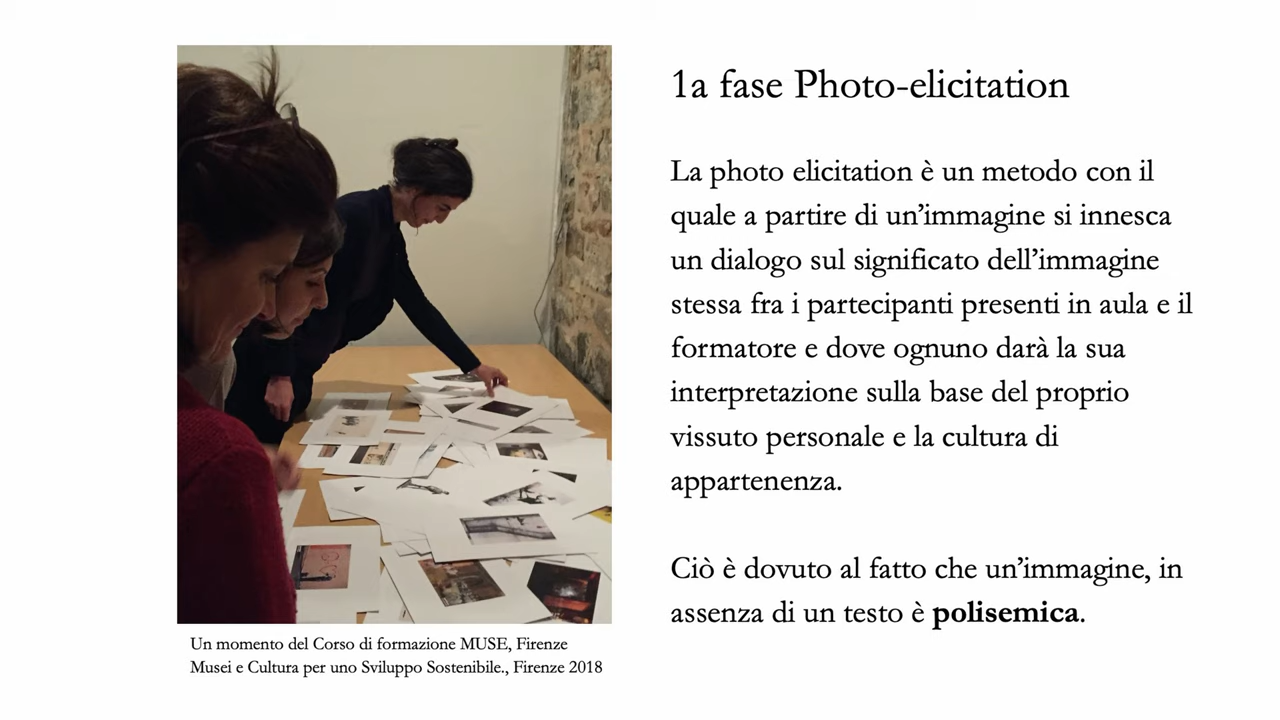 1a fase Photo-elicitation
La photo elicitation è un metodo con il
quale a partire di un’immagine si innesca
un dialogo sul significato dell’immagine
stessa fra i partecipanti presenti in aula e il
formatore e dove ognuno darà la sua
interpretazione sulla base del proprio
vissuto personale e la cultura di
appartenenza.
Ciò è dovuto al fatto che un’immagine, in
assenza di un testo è polisemica.
Un momento del Corso di formazione MUSE, Firenze
Musei e Cultura per uno Sviluppo Sostenibile., Firenze 2018